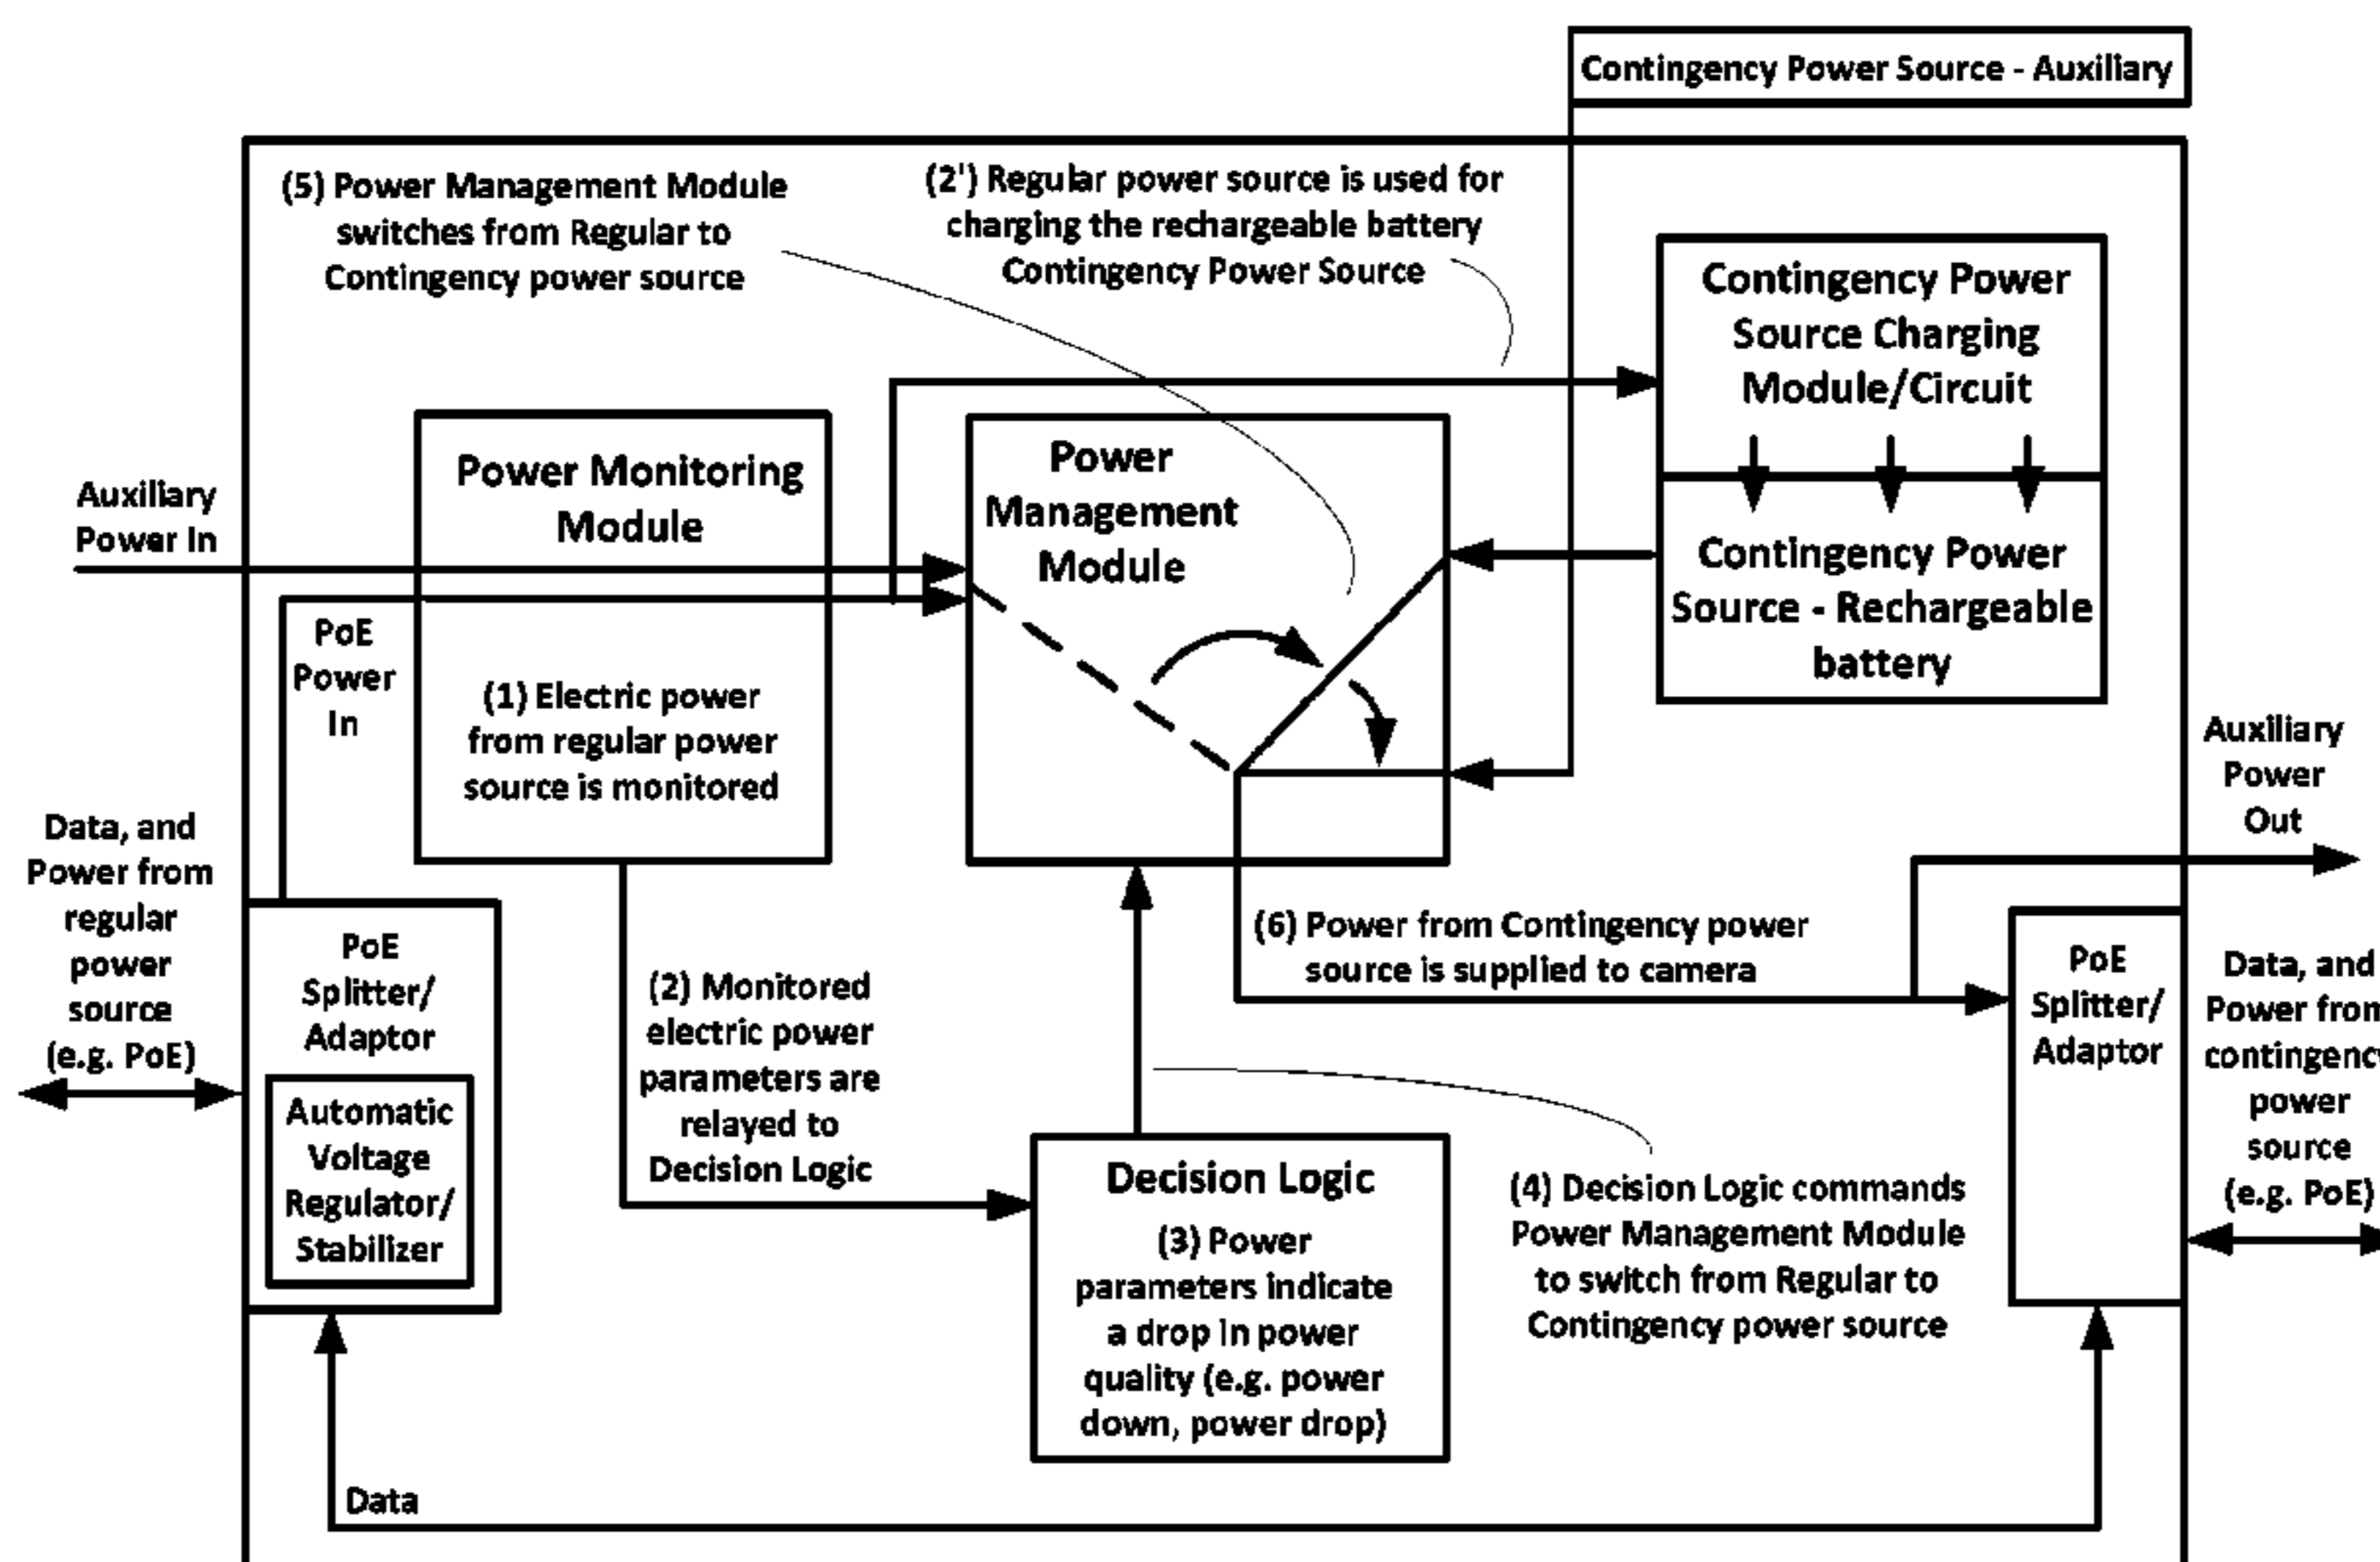 Contingency Power Source - Auxiliary
(5) Power Management Module
switches from Regular to
Contingency power source
(2') Regular power source is used for
charging the rechargeable battery
Contingency Power Source
Contingency Power
Source Charging
Module/Circuit
Contingency Power
Source - Rechargeable
battery
Auxiliary
Power In
Power Monitoring
Module
(1) Electric power
from regular power
source is monitored
Power
Management
Module
PoE
Power
In
Data, and
Power from
regular
power
source
(e.g. PoE)
PoE
Splitter/
Adaptor
Automatic
Voltage
Regulator/
Stabilizer
(2) Monitored
electric power
parameters are
relayed to
Decision Logic
Decision Logic
(3) Power
parameters indicate
a drop in power
quality (e.g. power
down, power drop)
(4) Decision Logic commands
Power Management Module
to switch from Regular to
Contingency power source
(6) Power from Contingency power
source is supplied to camera
Auxiliary
Power
Out
PoE
Splitter/
Adaptor
Data, and
Power from
contingency
power
source
(e.g. PoE)
Data